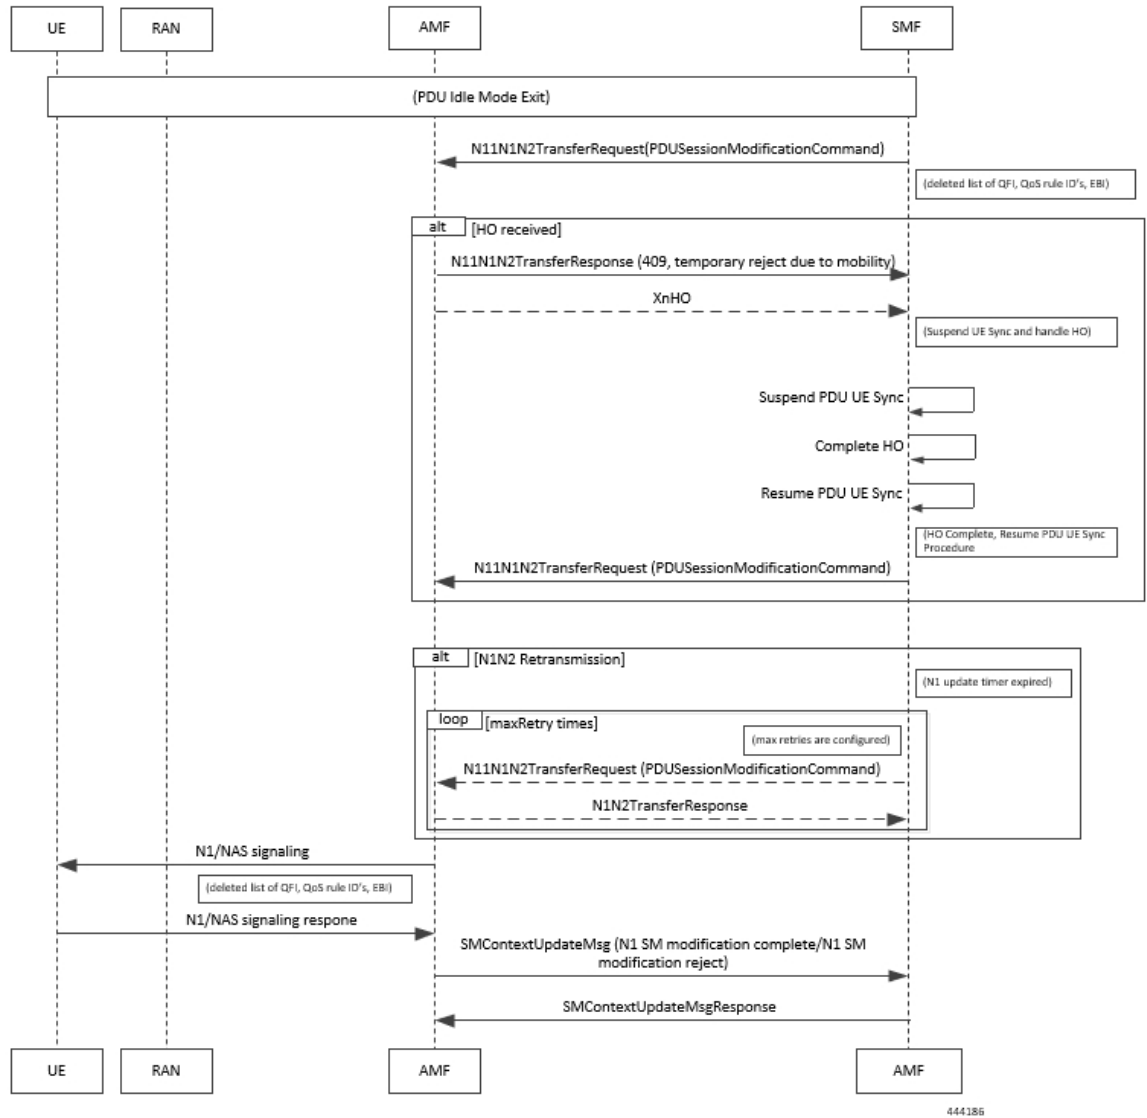 UE
RAN
AMF
SMF
(PDU Idle Mode Exit)
N11N1N2TransferRequest(PDUSessionModificationCommand)
(deleted list of QFI, QoS rule ID's, EBI)
alt
[HO received]
N11N1N2TransferResponse (409, temporary reject due to mobility)
XnHO
(Suspend UE Sync and handle HO)
Suspend PDU UE Sync
Complete HO
Resume PDU UE Sync
(HO Complete, Resume PDU UE Sync
Procedure
N11N1N2TransferRequest (PDUSessionModificationCommand)
alt
[N1N2 Retransmission]
(N1 update timer expired)
loop
[maxRetry times]
(max retries are configured)
N11N1N2TransferRequest (PDUSessionModificationCommand)
N1N2TransferResponse
N1/NAS signaling
(deleted list of QFI, QoS rule ID's, EBI)
N1/NAS signaling respone
SMContextUpdateMsg (N1 SM modification complete/N1 SM
modification reject)
SMContextUpdateMsgResponse
UE
RAN
AMF
AMF
444186